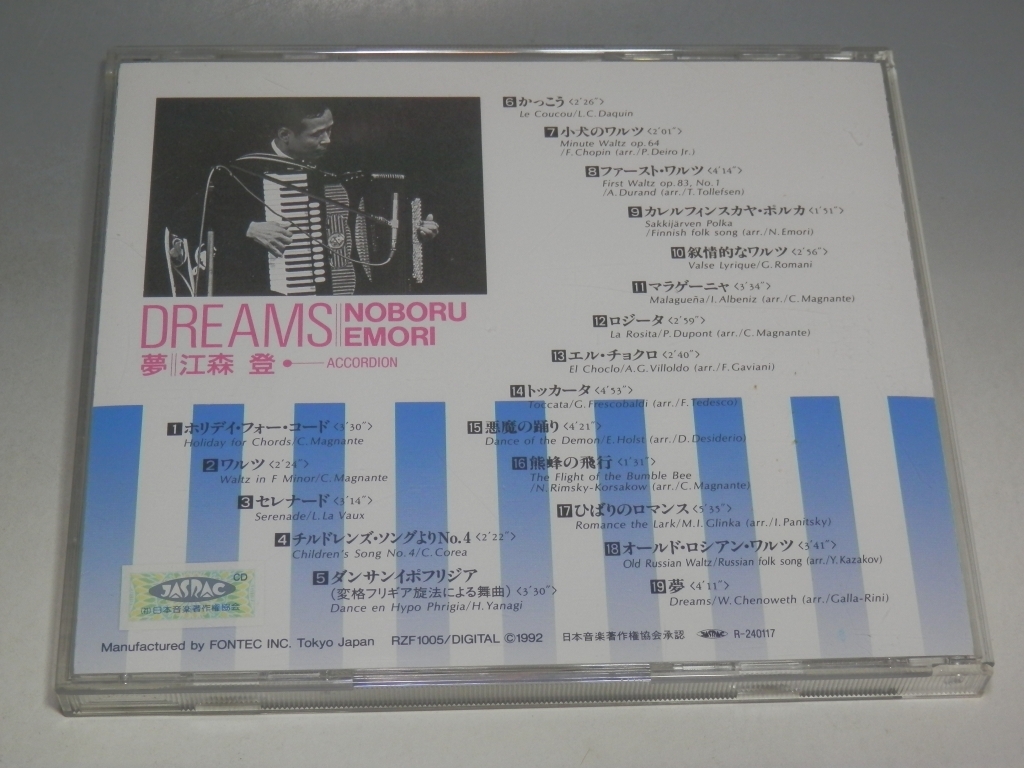 DREAMS
NOBORU
EMORI
夢 江森 登 ACCORDION
1 ホリデイ・フォー・コード〈3'30"〉
Holiday for Chords/C. Magnante
2 ワルツ〈2'24"〉
Waltz in F Minor/C. Magnante
3 セレナード〈3'14"〉
Serenade/L. La Vaux
4 チルドレンズ・ソングよりNo.4〈2'22"〉
Children's Song No. 4/C. Corea
5 ダンサンイポフリジア
(変格フリギア旋法による舞曲)〈3'30"〉
Dance en Hypo Phrigia/H. Yanagi
6 かっこう〈2'26"〉
Le Coucou/L.C. Daquin
7 小犬のワルツ〈2'01"〉
Minute Waltz op. 64
/F. Chopin (arr./P. Deiro Jr.)
8 ファースト・ワルツ〈4'14"〉
First Waltz op. 83, No. 1
/A. Durand (arr./T. Tollefsen)
9 カレルフィンスカヤ・ポルカ〈1'51"〉
Sakkijärven Polka
/Finnish folk song (arr./N. Emori)
10 叙情的なワルツ〈2'56"〉
Valse Lyrique/G. Romani
11 マラゲーニャ〈3'34"〉
Malagueña/I. Albeniz (arr./C. Magnante)
12 ロジータ〈2'59"〉
La Rosita/P. Dupont (arr./C. Magnante)
13 エル・チョクロ〈2'40"〉
El Choclo/A.G. Villoldo (arr./F. Gaviani)
14 トッカータ〈4'53"〉
Toccata/G. Frescobaldi (arr./F. Tedesco)
15 悪魔の踊り〈4'21"〉
Dance of the Demon/E. Holst (arr./D. Desiderio)
16 熊蜂の飛行〈1'31"〉
The Flight of the Bumble Bee
/N. Rimsky-Korsakow (arr./C. Magnante)
17 ひばりのロマンス〈5'35"〉
Romance the Lark/M.I. Glinka (arr./I. Panitsky)
18 オールド・ロシアン・ワルツ〈3'41"〉
Old Russian Waltz/Russian folk song (arr./Y. Kazakov)
19 夢〈4'11"〉
Dreams/W. Chenoweth (arr./Galla-Rini)
CD
JASRAC
日本音楽著作権協会
Manufactured by FONTEC INC. Tokyo Japan RZF1005/DIGITAL ©1992 日本音楽著作権協会承認 JASRAC R-240117